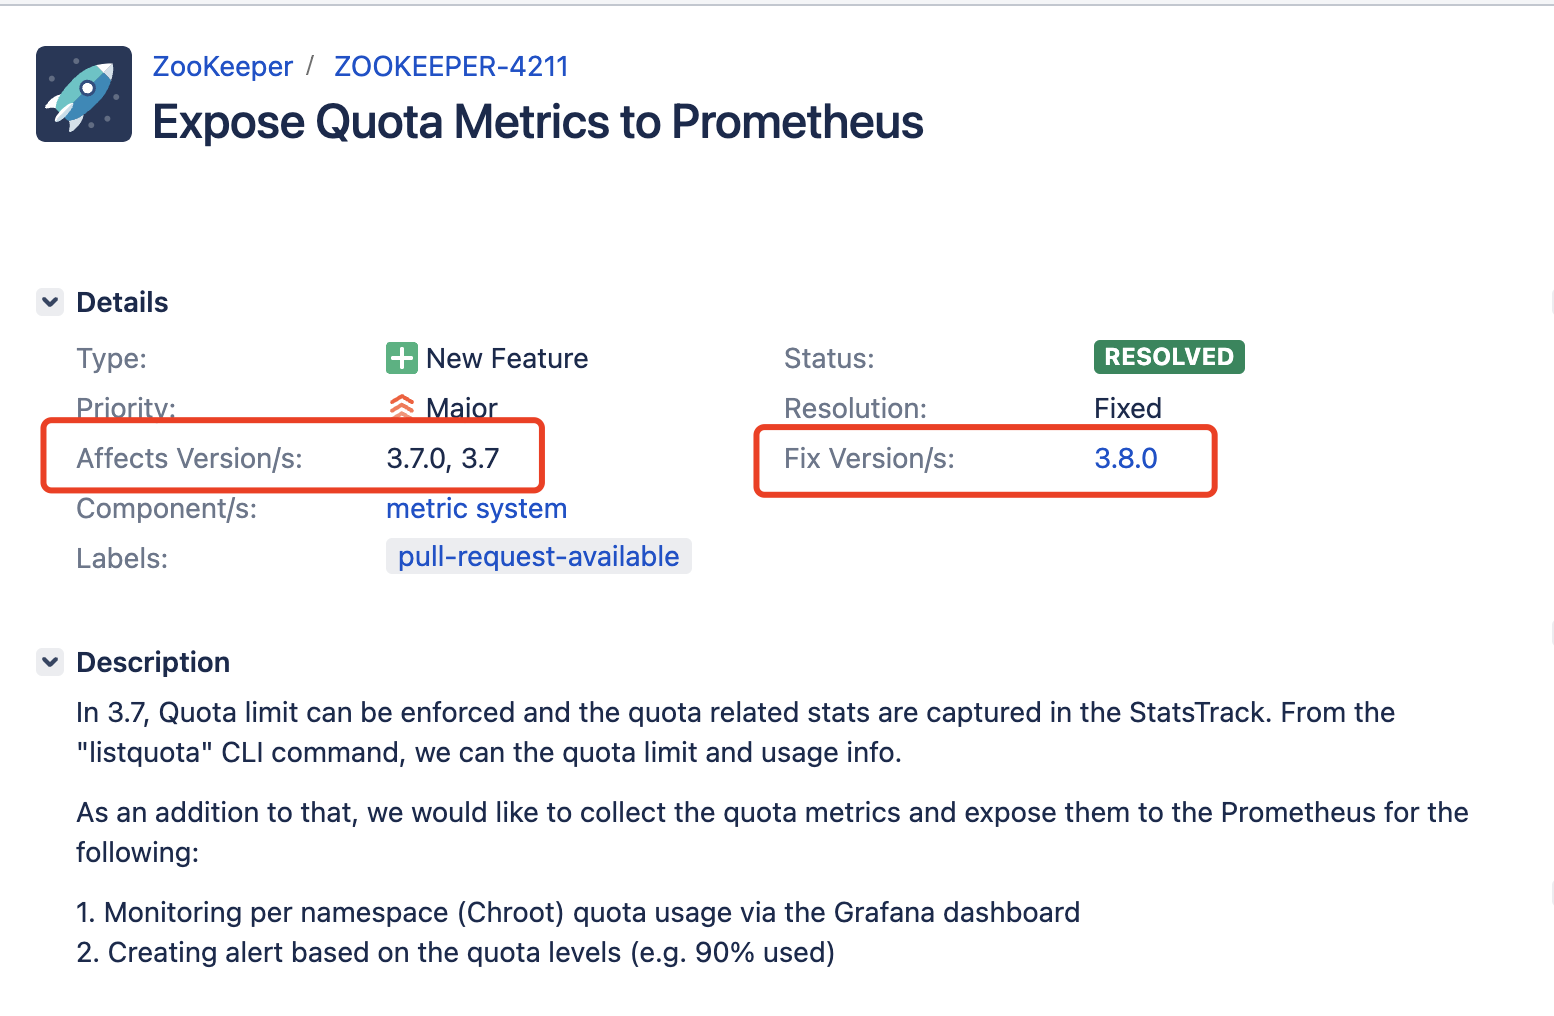 ZooKeeper / ZOOKEEPER-4211
Expose Quota Metrics to Prometheus
Details
Type: New Feature Status: RESOLVED
Priority: Major Resolution: Fixed
Affects Version/s: 3.7.0, 3.7 Fix Version/s: 3.8.0
Component/s: metric system
Labels: pull-request-available
Description
In 3.7, Quota limit can be enforced and the quota related stats are captured in the StatsTrack. From the
"listquota" CLI command, we can the quota limit and usage info.
As an addition to that, we would like to collect the quota metrics and expose them to the Prometheus for the
following:
1. Monitoring per namespace (Chroot) quota usage via the Grafana dashboard
2. Creating alert based on the quota levels (e.g. 90% used)